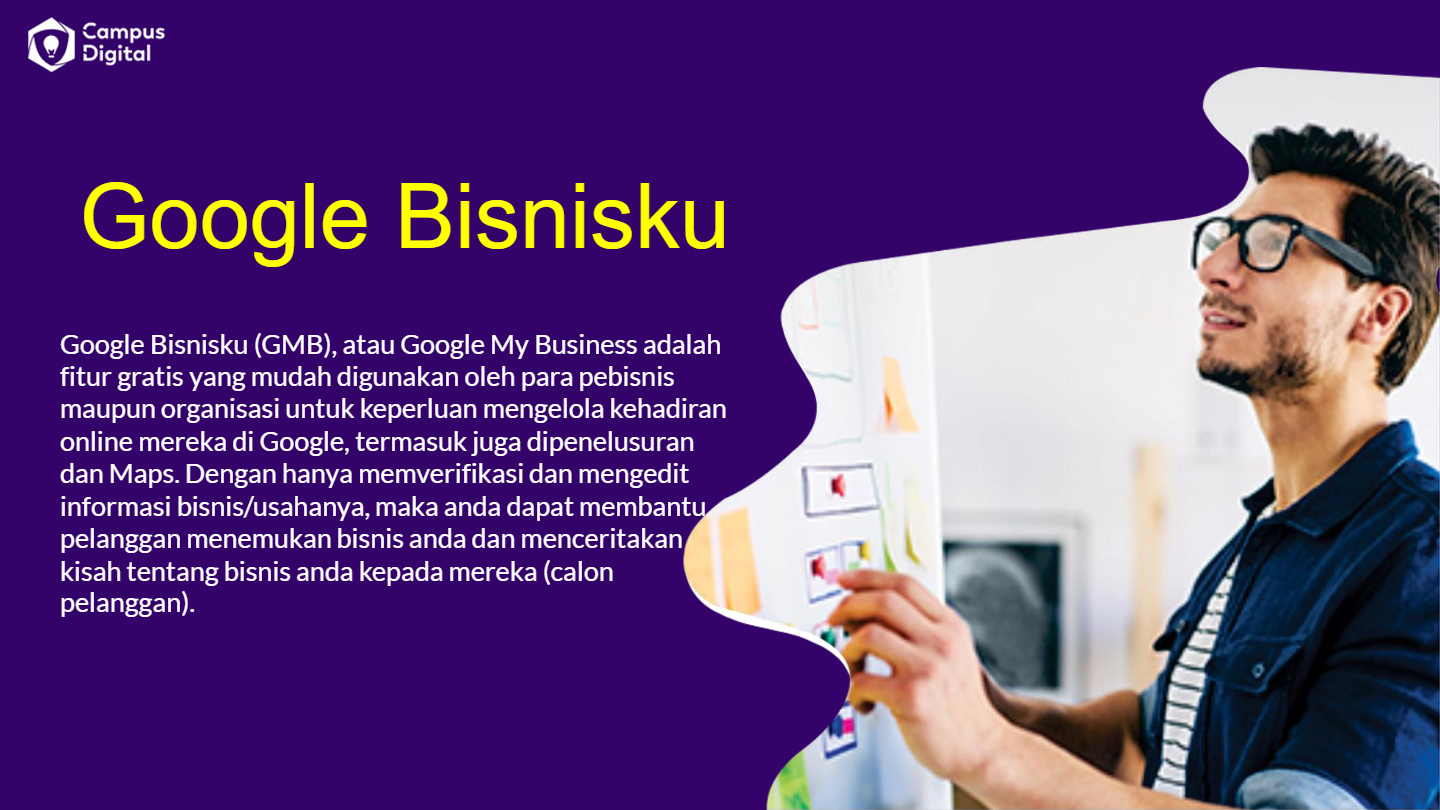 Campus
Digital
Google Bisnisku
Google Bisnisku (GMB), atau Google My Business adalah
fitur gratis yang mudah digunakan oleh para pebisnis
maupun organisasi untuk keperluan mengelola kehadiran
online mereka di Google, termasuk juga dipenelusuran
dan Maps. Dengan hanya memverifikasi dan mengedit
informasi bisnis/usahanya, maka anda dapat membantu
pelanggan menemukan bisnis anda dan menceritakan
kisah tentang bisnis anda kepada mereka (calon
pelanggan).